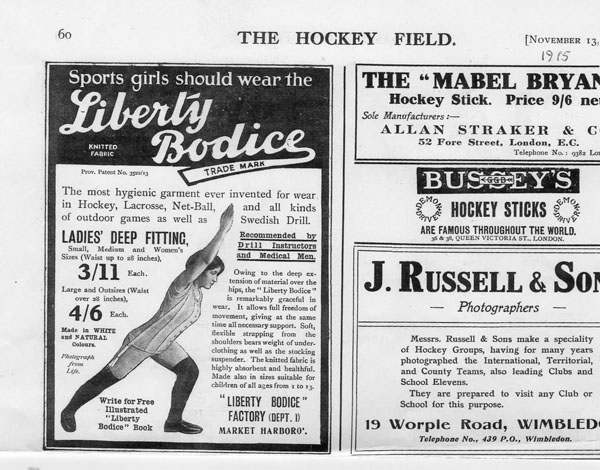 60
THE HOCKEY FIELD.
[NOVEMBER 13,
1915
Sports girls should wear the
Liberty
Bodice
KNITTED
FABRIC
TRADE MARK
Prov. Patent No. 3520/13
The most hygienic garment ever invented for wear
in Hockey, Lacrosse, Net-Ball, and all kinds
of outdoor games as well as Swedish Drill.
LADIES' DEEP FITTING,
Small, Medium and Women's
Sizes (Waist up to 28 inches),
3/11 Each.
Large and Outsizes (Waist
over 28 inches),
4/6 Each.
Made in WHITE
and NATURAL
Colours.
Photograph
from
Life.
Write for Free
Illustrated
"Liberty
Bodice" Book
Recommended by
Drill Instructors
and Medical Men.
Owing to the deep ex-
tension of material over the
hips, the "Liberty Bodice"
is remarkably graceful in
wear. It allows full freedom of
movement, giving at the same
time all necessary support. Soft,
flexible strapping from the
shoulders bears weight of under-
clothing as well as the stocking
suspender. The knitted fabric is
highly absorbent and healthful.
Made also in sizes suitable for
children of all ages from 1 to 13.
"LIBERTY BODICE"
FACTORY (DEPT. 1)
MARKET HARBORO'.
THE "MABEL BRYAN
Hockey Stick. Price 9/6 ne
Sole Manufacturers:—
ALLAN STRAKER & C
52 Fore Street, London, E.C.
Telephone No.: 9382 Lon
BUSSEY'S
GGB
DEMON
DRIVER
HOCKEY STICKS
DEMON
DRIVER
ARE FAMOUS THROUGHOUT THE WORLD.
36 & 38, QUEEN VICTORIA ST., LONDON.
J. RUSSELL & SON
— Photographers —
Messrs. Russell & Sons make a speciality
of Hockey Groups, having for many years
photographed the International, Territorial,
and County Teams, also leading Clubs and
School Elevens.
They are prepared to visit any Club or
School for this purpose.
19 Worple Road, WIMBLED
Telephone No., 439 P.O., Wimbledon.